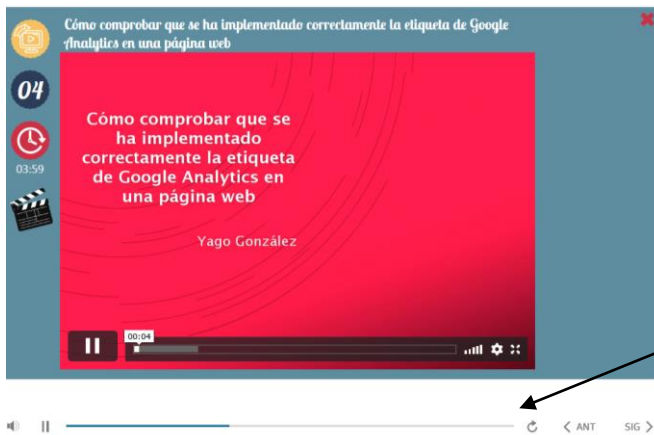 Cómo comprobar que se ha implementado correctamente la etiqueta de Google
Analytics en una página web
04
03:59
Cómo comprobar que se
ha implementado
correctamente la etiqueta
de Google Analytics en
una página web
Yago González
00:04
ANT
SIG